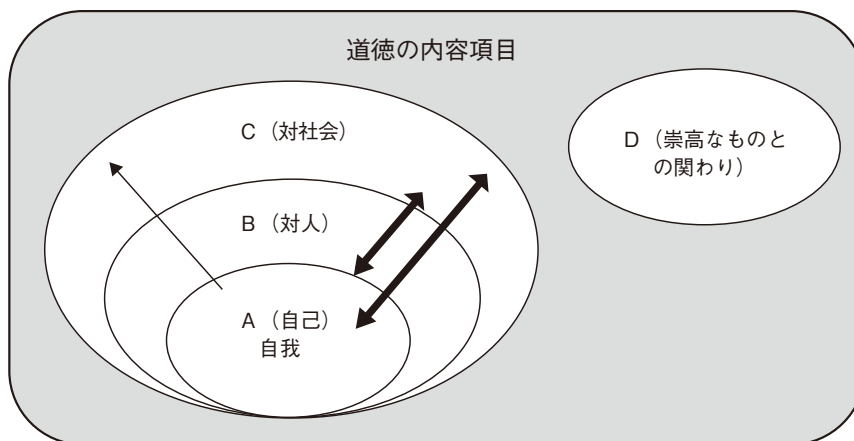 道徳の内容項目
C（対社会）
D（崇高なものと
の関わり）
B（対人）
A（自己）
自我